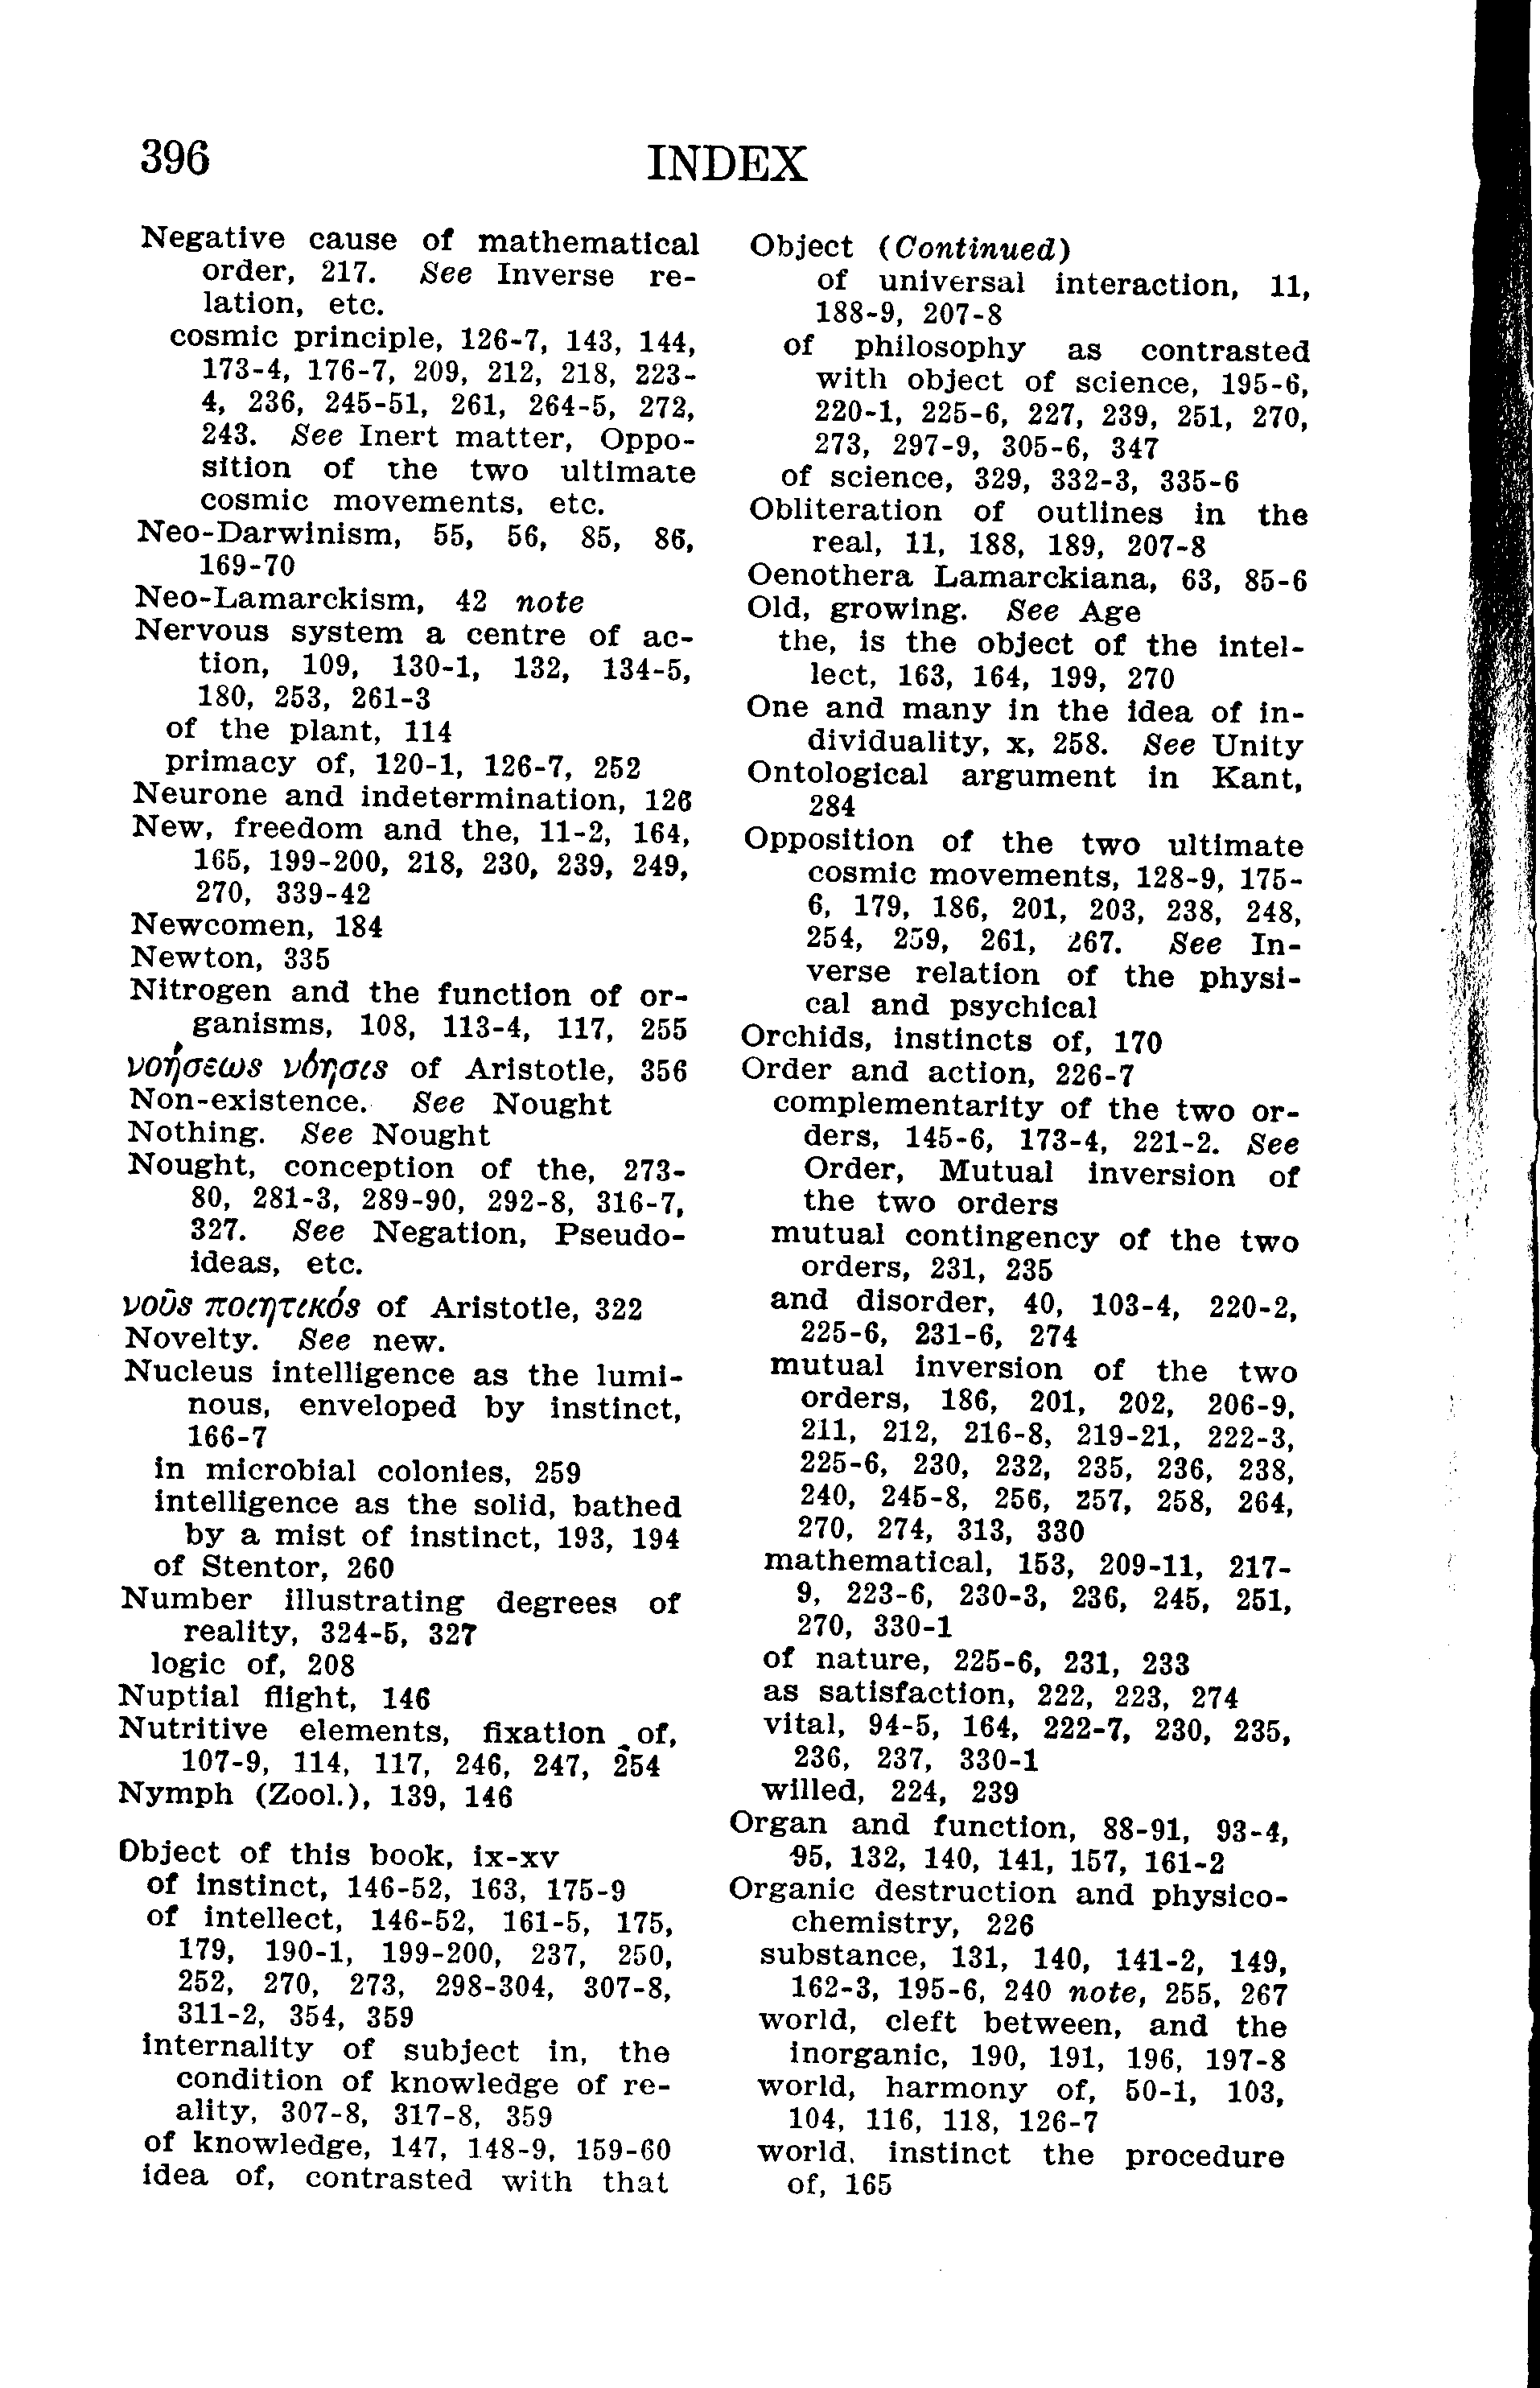 396
INDEX
Negative cause of mathematical
order, 217. See Inverse re-
lation, etc.
cosmic principle, 126-7, 143, 144,
173-4, 176-7, 209, 212, 218, 223-
4, 236, 245-51, 261, 264-5, 272,
243. See Inert matter, Oppo-
sition of the two ultimate
cosmic movements, etc.
Neo-Darwinism, 55, 56, 85, 86,
169-70
Neo-Lamarckism, 42 note
Nervous system a centre of ac-
tion, 109, 130-1, 132, 134-5,
180, 253, 261-3
of the plant, 114
primacy of, 120-1, 126-7, 252
Neurone and indetermination, 126
New, freedom and the, 11-2, 164,
165, 199-200, 218, 230, 239, 249,
270, 339-42
Newcomen, 184
Newton, 335
Nitrogen and the function of or-
ganisms, 108, 113-4, 117, 255
νοήσεως νόησις of Aristotle, 356
Non-existence. See Nought
Nothing. See Nought
Nought, conception of the, 273-
80, 281-3, 289-90, 292-8, 316-7,
327. See Negation, Pseudo-
ideas, etc.
νοῦς ποιητικός of Aristotle, 322
Novelty. See new.
Nucleus intelligence as the lumi-
nous, enveloped by instinct,
166-7
in microbial colonies, 259
intelligence as the solid, bathed
by a mist of instinct, 193, 194
of Stentor, 260
Number illustrating degrees of
reality, 324-5, 327
logic of, 208
Nuptial flight, 146
Nutritive elements, fixation of,
107-9, 114, 117, 246, 247, 254
Nymph (Zool.), 139, 146
Object of this book, ix-xv
of instinct, 146-52, 163, 175-9
of intellect, 146-52, 161-5, 175,
179, 190-1, 199-200, 237, 250,
252, 270, 273, 298-304, 307-8,
311-2, 354, 359
internality of subject in, the
condition of knowledge of re-
ality, 307-8, 317-8, 359
of knowledge, 147, 148-9, 159-60
idea of, contrasted with that
Object (Continued)
of universal interaction, 11,
188-9, 207-8
of philosophy as contrasted
with object of science, 195-6,
220-1, 225-6, 227, 239, 251, 270,
273, 297-9, 305-6, 347
of science, 329, 332-3, 335-6
Obliteration of outlines in the
real, 11, 188, 189, 207-8
Oenothera Lamarckiana, 63, 85-6
Old, growing. See Age
the, is the object of the intel-
lect, 163, 164, 199, 270
One and many in the idea of in-
dividuality, x, 258. See Unity
Ontological argument in Kant,
284
Opposition of the two ultimate
cosmic movements, 128-9, 175-
6, 179, 186, 201, 203, 238, 248,
254, 259, 261, 267. See In-
verse relation of the physi-
cal and psychical
Orchids, instincts of, 170
Order and action, 226-7
complementarity of the two or-
ders, 145-6, 173-4, 221-2. See
Order, Mutual inversion of
the two orders
mutual contingency of the two
orders, 231, 235
and disorder, 40, 103-4, 220-2,
225-6, 231-6, 274
mutual inversion of the two
orders, 186, 201, 202, 206-9,
211, 212, 216-8, 219-21, 222-3,
225-6, 230, 232, 235, 236, 238,
240, 245-8, 256, 257, 258, 264,
270, 274, 313, 330
mathematical, 153, 209-11, 217-
9, 223-6, 230-3, 236, 245, 251,
270, 330-1
of nature, 225-6, 231, 233
as satisfaction, 222, 223, 274
vital, 94-5, 164, 222-7, 230, 235,
236, 237, 330-1
willed, 224, 239
Organ and function, 88-91, 93-4,
95, 132, 140, 141, 157, 161-2
Organic destruction and physico-
chemistry, 226
substance, 131, 140, 141-2, 149,
162-3, 195-6, 240 note, 255, 267
world, cleft between, and the
inorganic, 190, 191, 196, 197-8
world, harmony of, 50-1, 103,
104, 116, 118, 126-7
world, instinct the procedure
of, 165